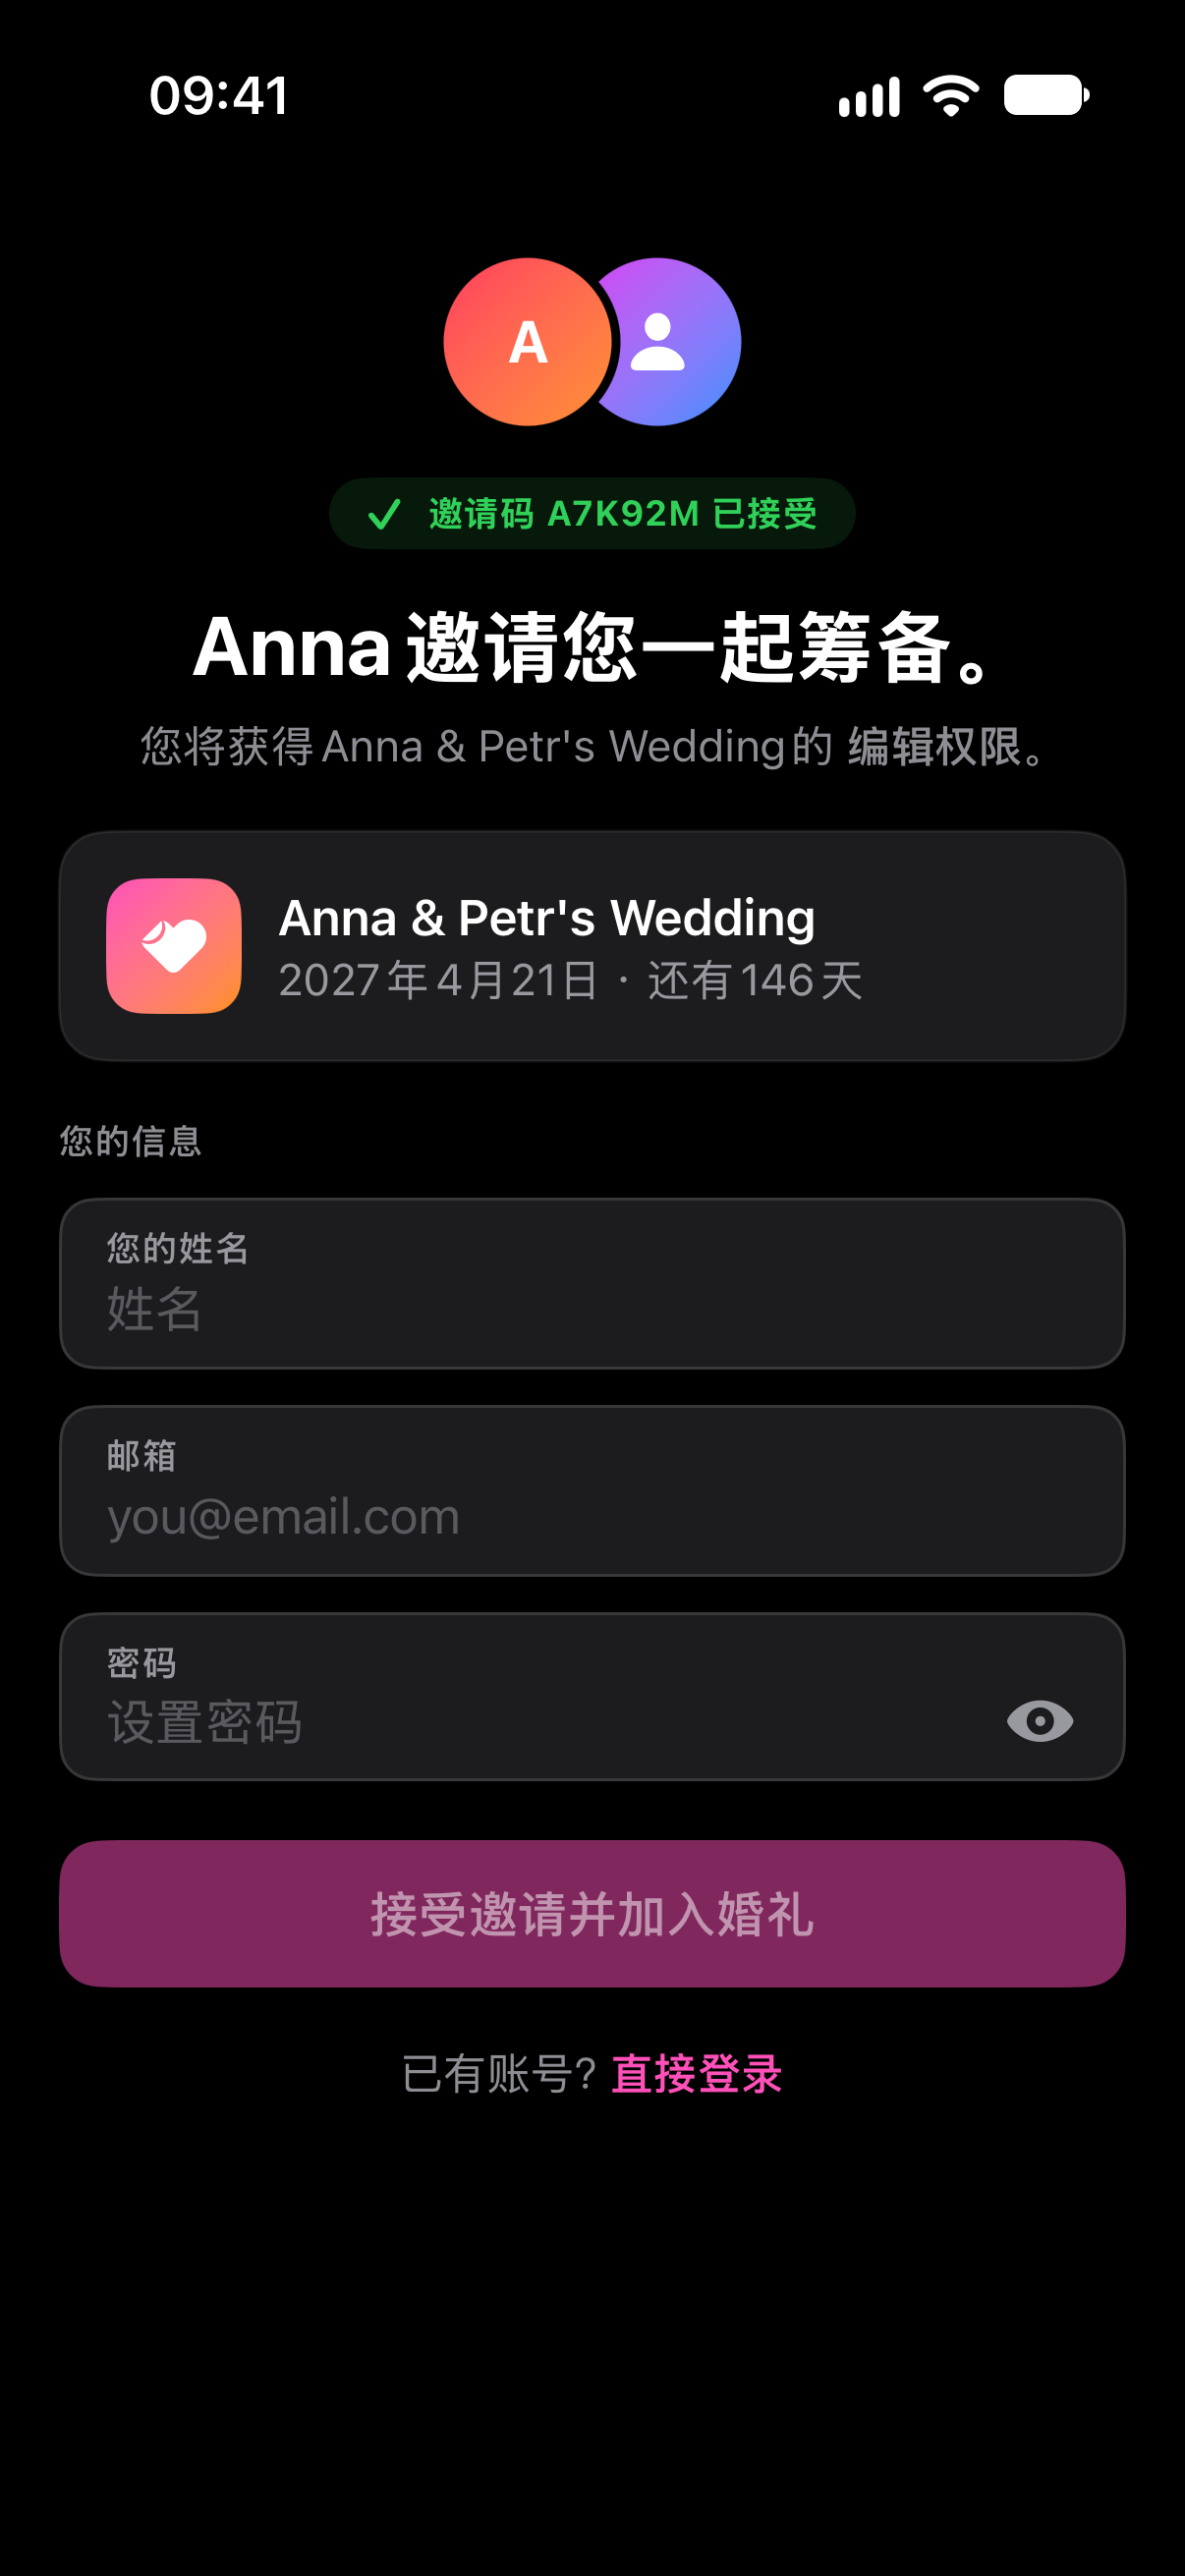 09:41
A
邀请码 A7K92M 已接受
Anna 邀请您一起筹备。
您将获得 Anna & Petr's Wedding 的 编辑权限。
Anna & Petr's Wedding
2027年4月21日 · 还有146天
您的信息
您的姓名
姓名
邮箱
you@email.com
密码
设置密码
接受邀请并加入婚礼
已有账号? 直接登录